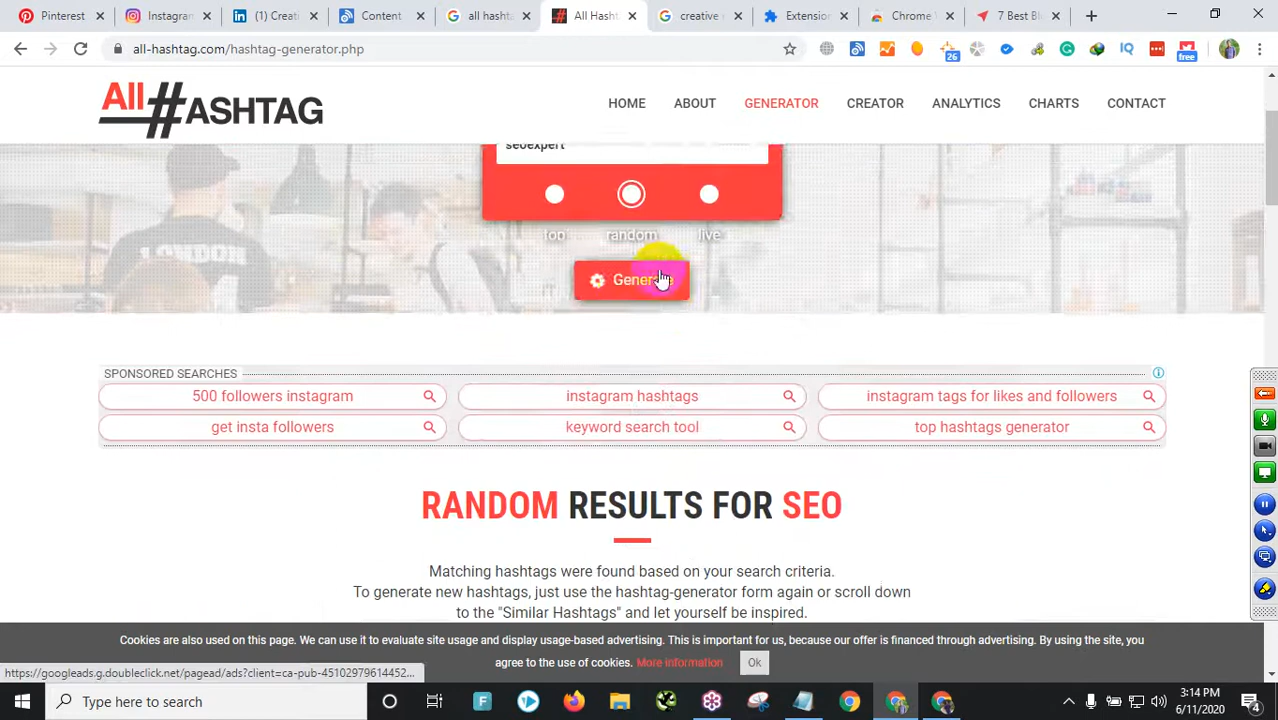 Pinterest
Instagram
(1) Creati
Content
all hashta
All Hasht
creative
Extension
Chrome
7 Best Bl
all-hashtag.com/hashtag-generator.php
26
IQ
free
All #ASHTAG
HOME ABOUT GENERATOR CREATOR ANALYTICS CHARTS CONTACT
seoexpert
LONDON
top random live
Generate
SPONSORED SEARCHES
500 followers instagram
instagram hashtags
instagram tags for likes and followers
get insta followers
keyword search tool
top hashtags generator
RANDOM RESULTS FOR SEO
Matching hashtags were found based on your search criteria.
To generate new hashtags, just use the hashtag-generator form again or scroll down
to the "Similar Hashtags" and let yourself be inspired.
Cookies are also used on this page. We can use it to evaluate site usage and display usage-based advertising. This is important for us, because our offer is financed through advertising. By using the site, you
agree to the use of cookies. More information Ok
https://googleads.g.doubleclick.net/pagead/ads?client=ca-pub-45102979614452...
Type here to search
F
3:14 PM
6/11/2020
4